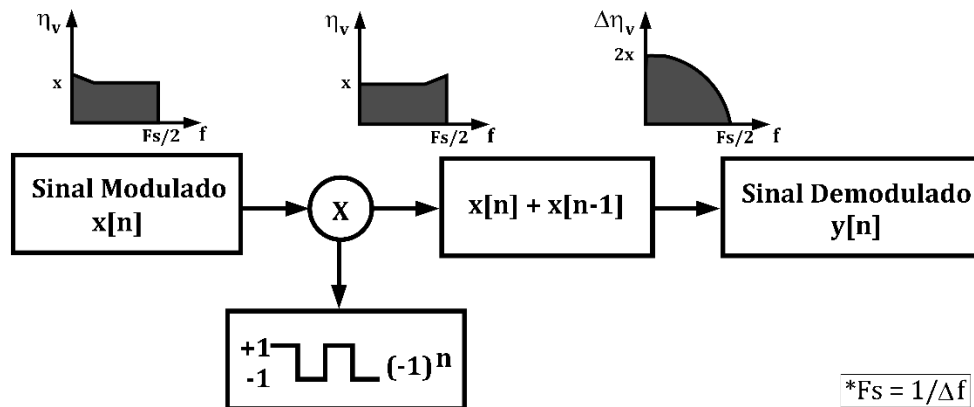 ηv
x
Fs/2 f
ηv
x
Fs/2 f
Δηv
2x
Fs/2 f
Sinal Modulado
x[n]
X
x[n] + x[n-1]
Sinal Demodulado
y[n]
+1
-1
(-1)^n
*Fs = 1/Δf